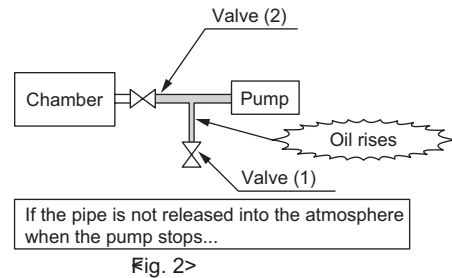 Valve (2)
Chamber
Pump
Oil rises
Valve (1)
If the pipe is not released into the atmosphere
when the pump stops...
<Fig. 2>